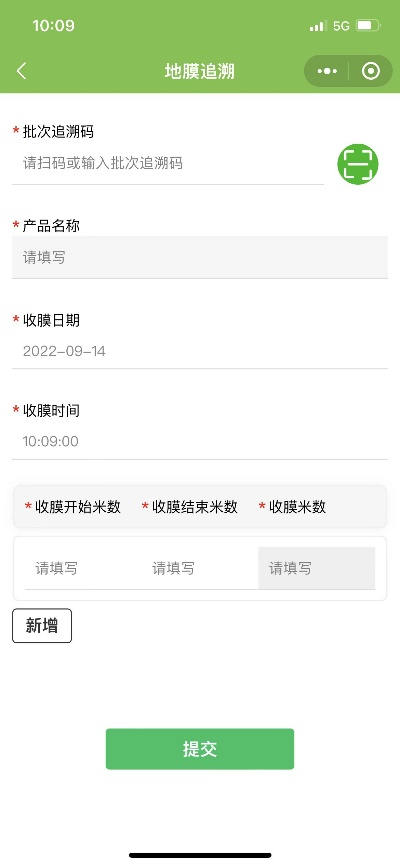 10:09
5G
地膜追溯
*批次追溯码
请扫码或输入批次追溯码
*产品名称
请填写
*收膜日期
2022-09-14
*收膜时间
10:09:00
*收膜开始米数 *收膜结束米数 *收膜米数
请填写 请填写 请填写
新增
提交